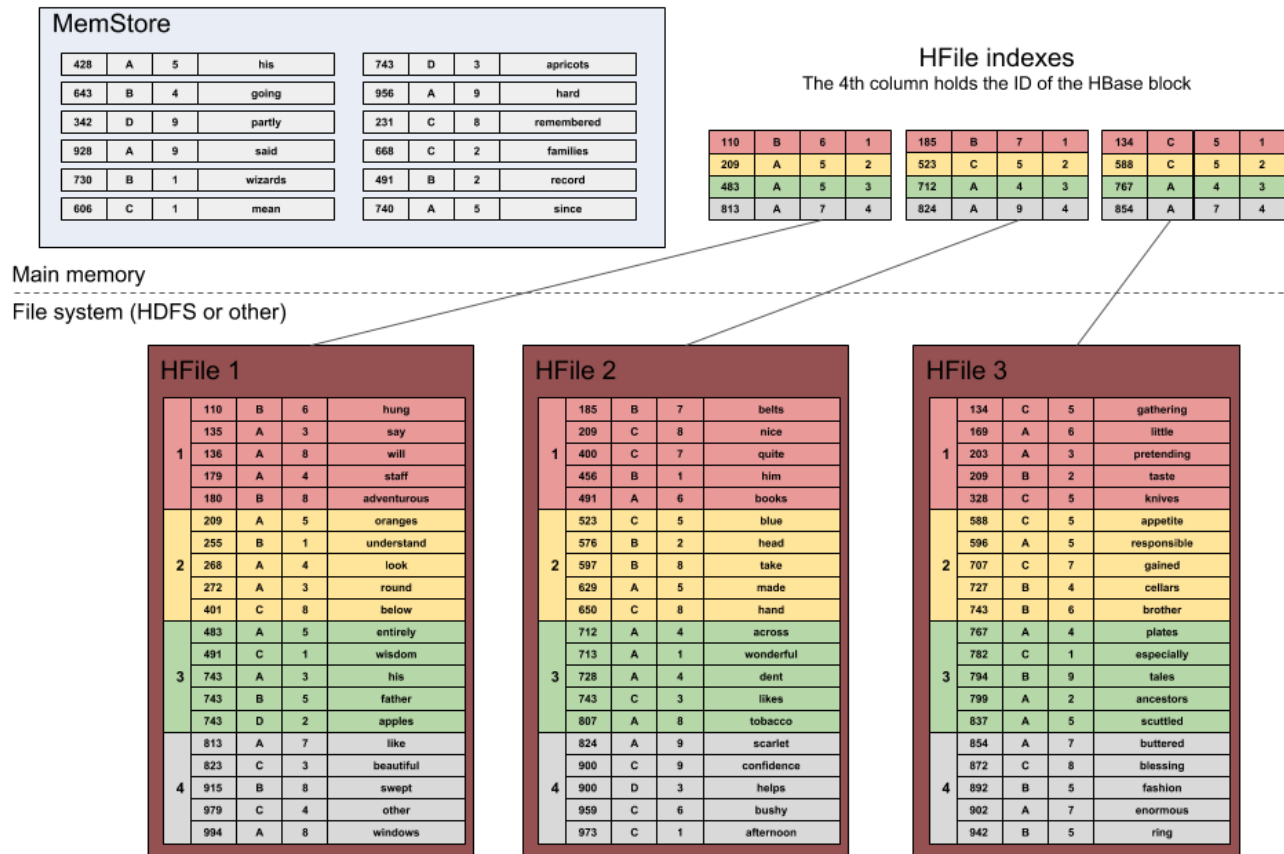 MemStore
428 A 5 his 743 D 3 apricots
643 B 4 going 956 A 9 hard
342 D 9 partly 231 C 8 remembered
928 A 9 said 668 C 2 families
730 B 1 wizards 491 B 2 record
606 C 1 mean 740 A 5 since
HFile indexes
The 4th column holds the ID of the HBase block
110 B 6 1 185 B 7 1 134 C 5 1
209 A 5 2 523 C 5 2 588 C 5 2
483 A 5 3 712 A 4 3 767 A 4 3
813 A 7 4 824 A 9 4 854 A 7 4
Main memory
File system (HDFS or other)
HFile 1
1
110 B 6 hung
135 A 3 say
136 A 8 will
179 A 4 staff
180 B 8 adventurous
2
209 A 5 oranges
255 B 1 understand
268 A 4 look
272 A 3 round
401 C 8 below
3
483 A 5 entirely
491 C 1 wisdom
743 A 3 his
743 B 5 father
743 D 2 apples
4
813 A 7 like
823 C 3 beautiful
915 B 8 swept
979 C 4 other
994 A 8 windows
HFile 2
1
185 B 7 belts
209 C 8 nice
400 C 7 quite
456 B 1 him
491 A 6 books
2
523 C 5 blue
576 B 2 head
597 B 8 take
629 A 5 made
650 C 8 hand
3
712 A 4 across
713 A 1 wonderful
728 A 4 dent
743 C 3 likes
807 A 8 tobacco
4
824 A 9 scarlet
900 C 9 confidence
900 D 3 helps
959 C 6 bushy
973 C 1 afternoon
HFile 3
1
134 C 5 gathering
169 A 6 little
203 A 3 pretending
209 B 2 taste
328 C 5 knives
2
588 C 5 appetite
596 A 5 responsible
707 C 7 gained
727 B 4 cellars
743 B 6 brother
3
767 A 4 plates
782 C 1 especially
794 B 9 tales
799 A 2 ancestors
837 A 5 scuttled
4
854 A 7 buttered
872 C 8 blessing
892 B 5 fashion
902 A 7 enormous
942 B 5 ring